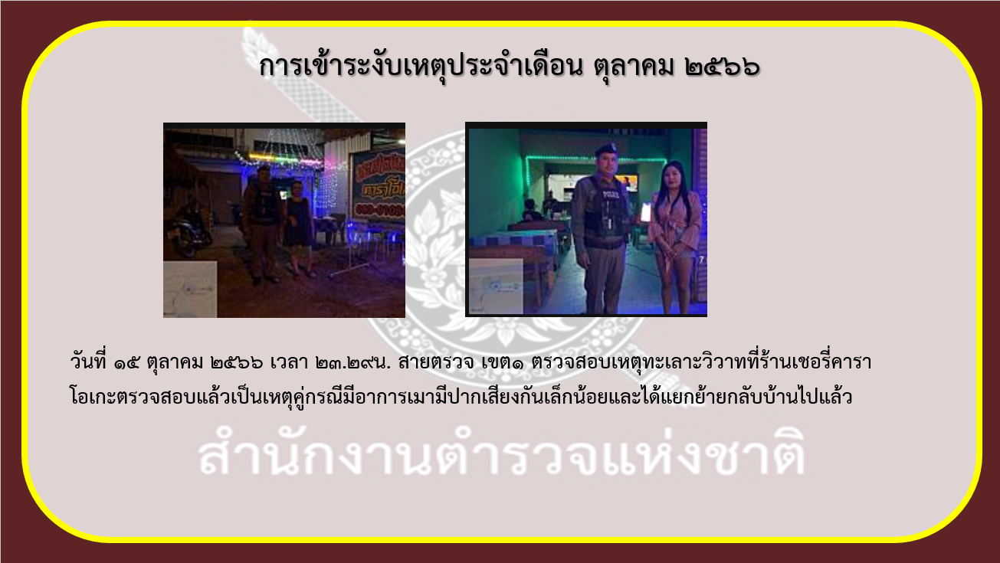 การเข้าระงับเหตุประจำเดือน ตุลาคม ๒๕๖๖
คาราโอเ
POLICE
7
วันที่ ๑๕ ตุลาคม ๒๕๖๖ เวลา ๒๓.๒๙น. สายตรวจ เขต๑ ตรวจสอบเหตุทะเลาะวิวาทที่ร้านเชอรี่คารา
โอเกะตรวจสอบแล้วเป็นเหตุคู่กรณีมีอาการเมามีปากเสียงกันเล็กน้อยและได้แยกย้ายกลับบ้านไปแล้ว
สำนักงานตำรวจแห่งชาติ